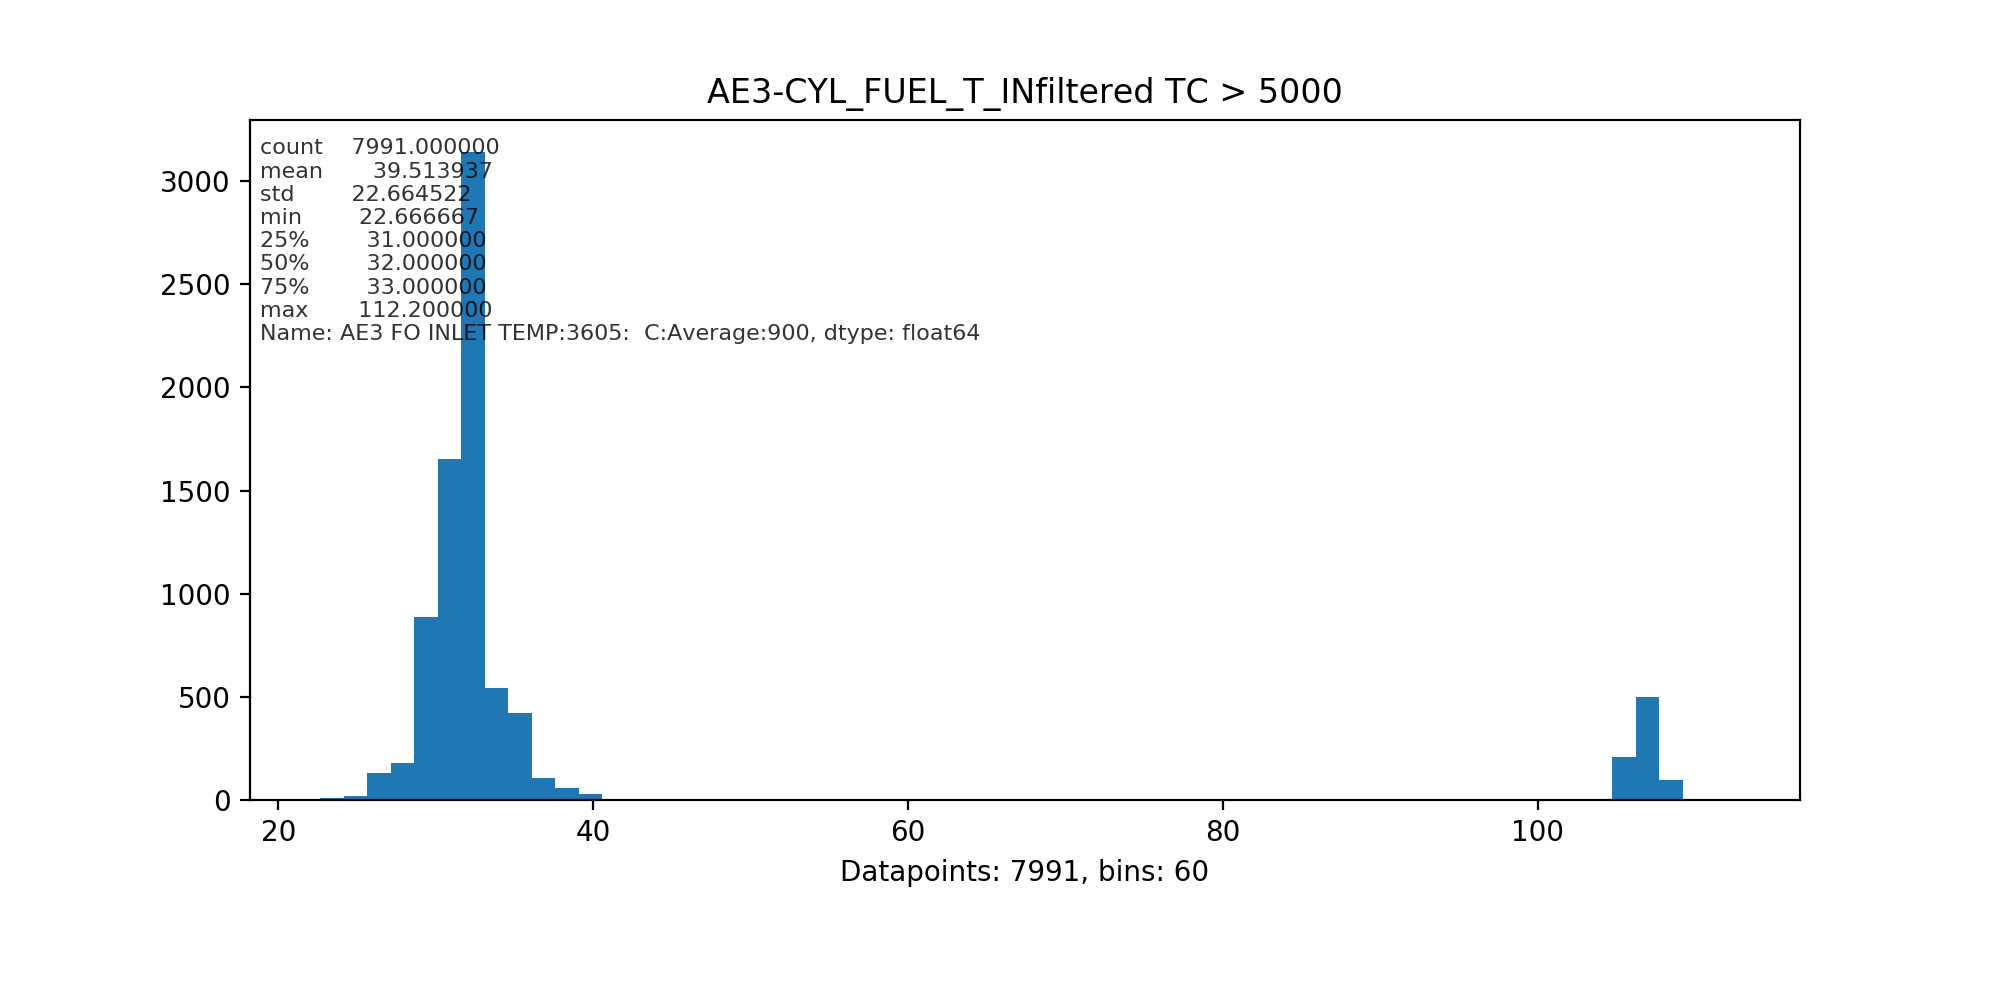 AE3-CYL_FUEL_T_INfiltered TC > 5000
count 7991.000000
mean 39.513937
std 22.664522
min 22.666667
25% 31.000000
50% 32.000000
75% 33.000000
max 112.200000
Name: AE3 FO INLET TEMP:3605: C:Average:900, dtype: float64
3000
2500
2000
1500
1000
500
0
20 40 60 80 100
Datapoints: 7991, bins: 60